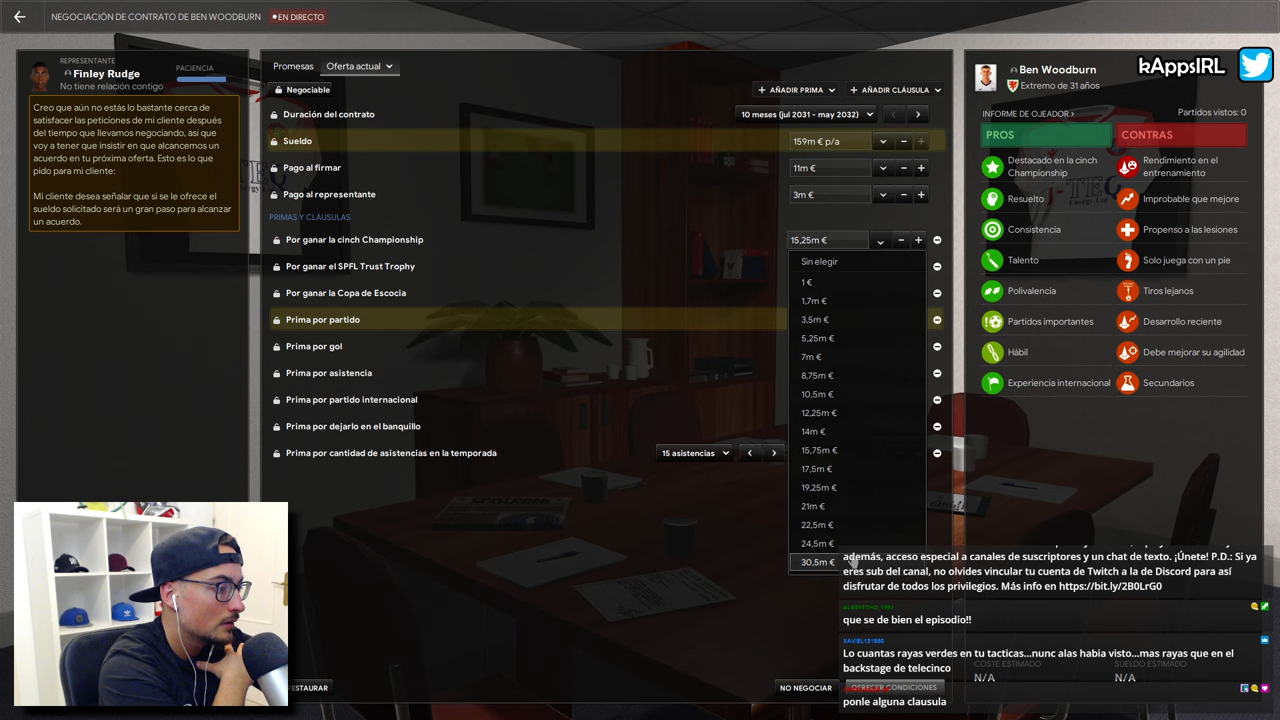 NEGOCIACIÓN DE CONTRATO DE BEN WOODBURN
EN DIRECTO
REPRESENTANTE
Finley Rudge
No tiene relación contigo
PACIENCIA
Creo que aún no estás lo bastante cerca de
satisfacer las peticiones de mi cliente después
del tiempo que llevamos negociando, así que
voy a tener que insistir en que alcancemos un
acuerdo en tu próxima oferta. Esto es lo que
pido para mi cliente:
Mi cliente desea señalar que si se le ofrece el
sueldo solicitado será un gran paso para alcanzar
un acuerdo.
Promesas
Oferta actual
Negociable
AÑADIR PRIMA
AÑADIR CLÁUSULA
Duración del contrato
10 meses (jul 2031 - may 2032)
Sueldo
159m € p/a
Pago al firmar
11m €
Pago al representante
3m €
PRIMAS Y CLÁUSULAS
Por ganar la cinch Championship
15,25m €
Por ganar el SPFL Trust Trophy
Por ganar la Copa de Escocia
Prima por partido
Prima por gol
Prima por asistencia
Prima por partido internacional
Prima por dejarlo en el banquillo
Prima por cantidad de asistencias en la temporada
15 asistencias
Sin elegir
1 €
1,7m €
3,5m €
5,25m €
7m €
8,75m €
10,5m €
12,25m €
14m €
15,75m €
17,5m €
19,25m €
21m €
22,5m €
24,5m €
30,5m €
RESTAURAR
NO NEGOCIAR
OFRECER CONDICIONES
kAppsIRL
Ben Woodburn
Extremo de 31 años
INFORME DE OJEADOR >
Partidos vistos: 0
PROS
CONTRAS
Destacado en la cinch
Championship
Rendimiento en el
entrenamiento
Resuelto
Improbable que mejore
Consistencia
Propenso a las lesiones
Talento
Solo juega con un pie
Polivalencia
Tiros lejanos
Partidos importantes
Desarrollo reciente
Hábil
Debe mejorar su agilidad
Experiencia internacional
Secundarios
además, acceso especial a canales de suscriptores y un chat de texto. ¡Únete! P.D.: Si ya
eres sub del canal, no olvides vincular tu cuenta de Twitch a la de Discord para así
disfrutar de todos los privilegios. Más info en https://bit.ly/2B0LrG0
que se de bien el episodio!!
XAVIEL131880
Lo cuantas rayas verdes en tu tacticas...nunca alas habia visto...mas rayas que en el
backstage de telecinco
COSTE ESTIMADO
N/A
SUELDO ESTIMADO
N/A
ponle alguna clausula